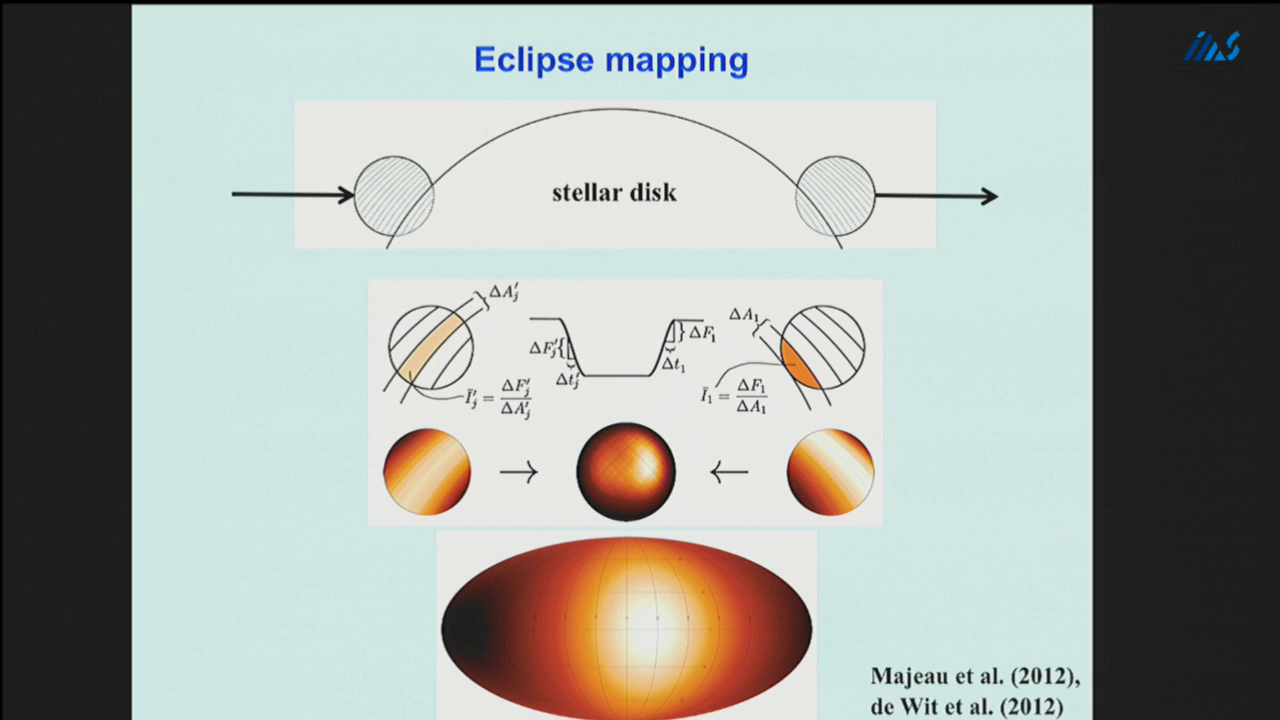 Eclipse mapping
stellar disk
ΔA′ⱼ
ΔF′ⱼ
Δt′ⱼ
Ī′ⱼ = ΔF′ⱼ / ΔA′ⱼ
ΔF₁
Δt₁
ΔA₁
Ī₁ = ΔF₁ / ΔA₁
Majeau et al. (2012),
de Wit et al. (2012)